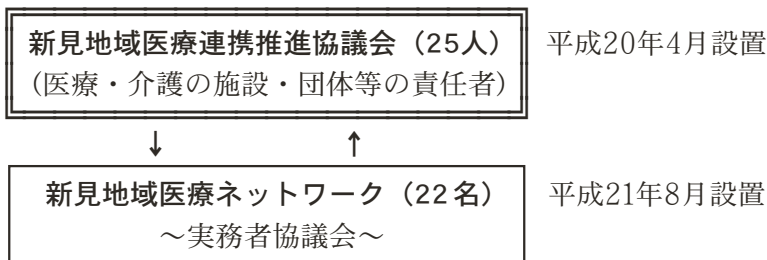 新見地域医療連携推進協議会（25人） 平成20年4月設置
(医療・介護の施設・団体等の責任者)
↓ ↑
新見地域医療ネットワーク（22名） 平成21年8月設置
～実務者協議会～